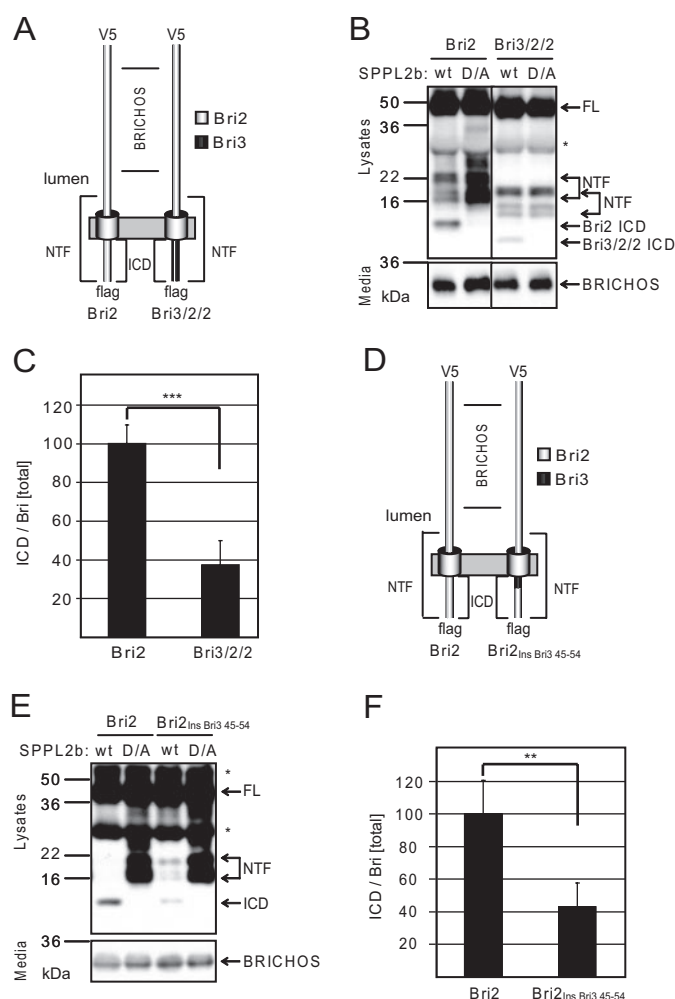 A
V5 V5
BRICHOS
Bri2
Bri3
lumen
NTF ICD NTF
flag flag
Bri2 Bri3/2/2
B
Bri2 Bri3/2/2
SPPL2b: wt D/A wt D/A
50
36
22
16
Lysates
FL
*
NTF
NTF
Bri2 ICD
Bri3/2/2 ICD
36
Media
kDa
BRICHOS
C
***
120
100
80
60
40
20
ICD / Bri [total]
Bri2 Bri3/2/2
D
V5 V5
BRICHOS
Bri2
Bri3
lumen
NTF ICD NTF
flag flag
Bri2 Bri2Ins Bri3 45-54
E
Bri2 Bri2Ins Bri3 45-54
SPPL2b: wt D/A wt D/A
50
36
22
16
Lysates
*
FL
*
NTF
ICD
36
Media
kDa
BRICHOS
F
**
120
100
80
60
40
20
ICD / Bri [total]
Bri2 Bri2Ins Bri3 45-54